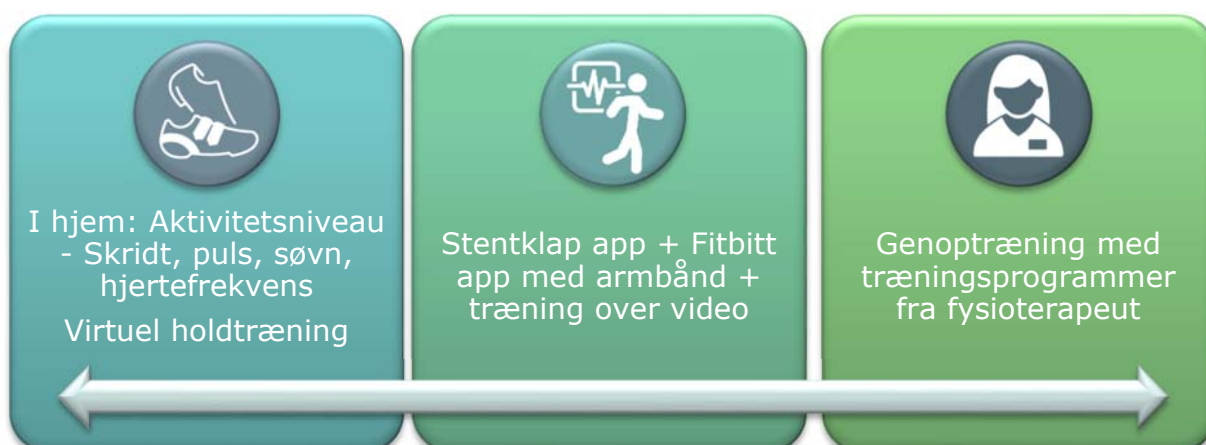 I hjem: Aktivitetsniveau
- Skridt, puls, søvn,
hjertefrekvens
Virtuel holdtræning
Stentklap app + Fitbitt
app med armbånd +
træning over video
Genoptræning med
træningsprogrammer
fra fysioterapeut